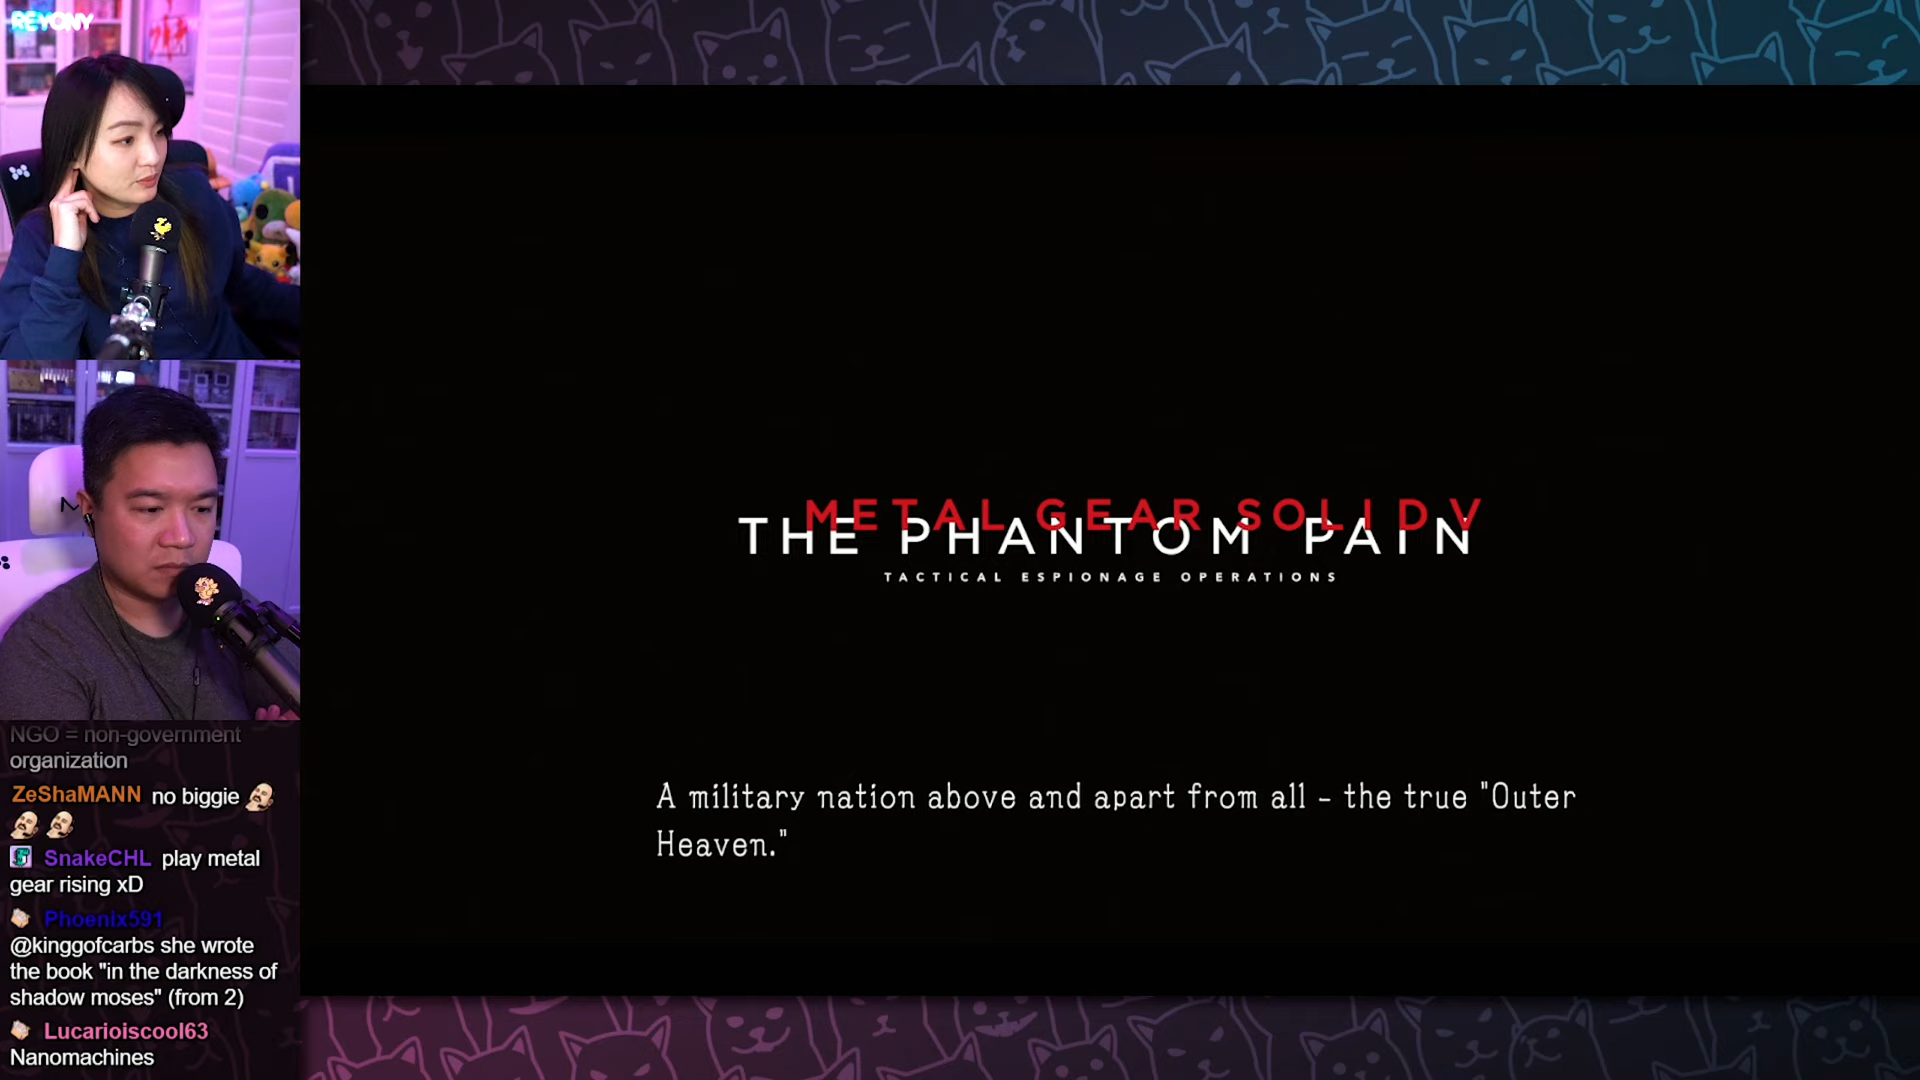 REYONY
METAL GEAR SOLID V
THE PHANTOM PAIN
TACTICAL ESPIONAGE OPERATIONS
A military nation above and apart from all - the true "Outer
Heaven."
NGO = non-government
organization
ZeShaMANN no biggie
SnakeCHL play metal
gear rising xD
Phoenix591
@kinggofcarbs she wrote
the book "in the darkness of
shadow moses" (from 2)
Lucarioiscool63
Nanomachines